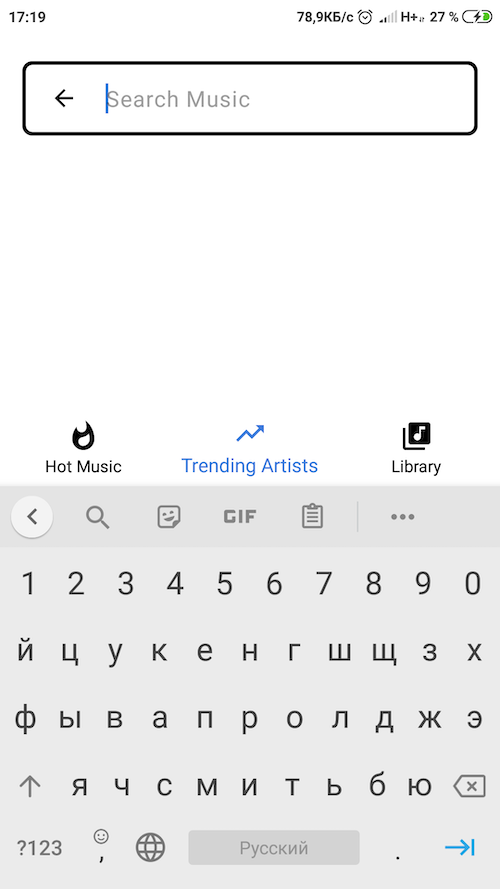 17:19 78,9КБ/с H+ 27 %
Search Music
Hot Music Trending Artists Library
GIF
1 2 3 4 5 6 7 8 9 0
й ц у к е н г ш щ з х
ф ы в а п р о л д ж э
я ч с м и т ь б ю
?123 , Русский .